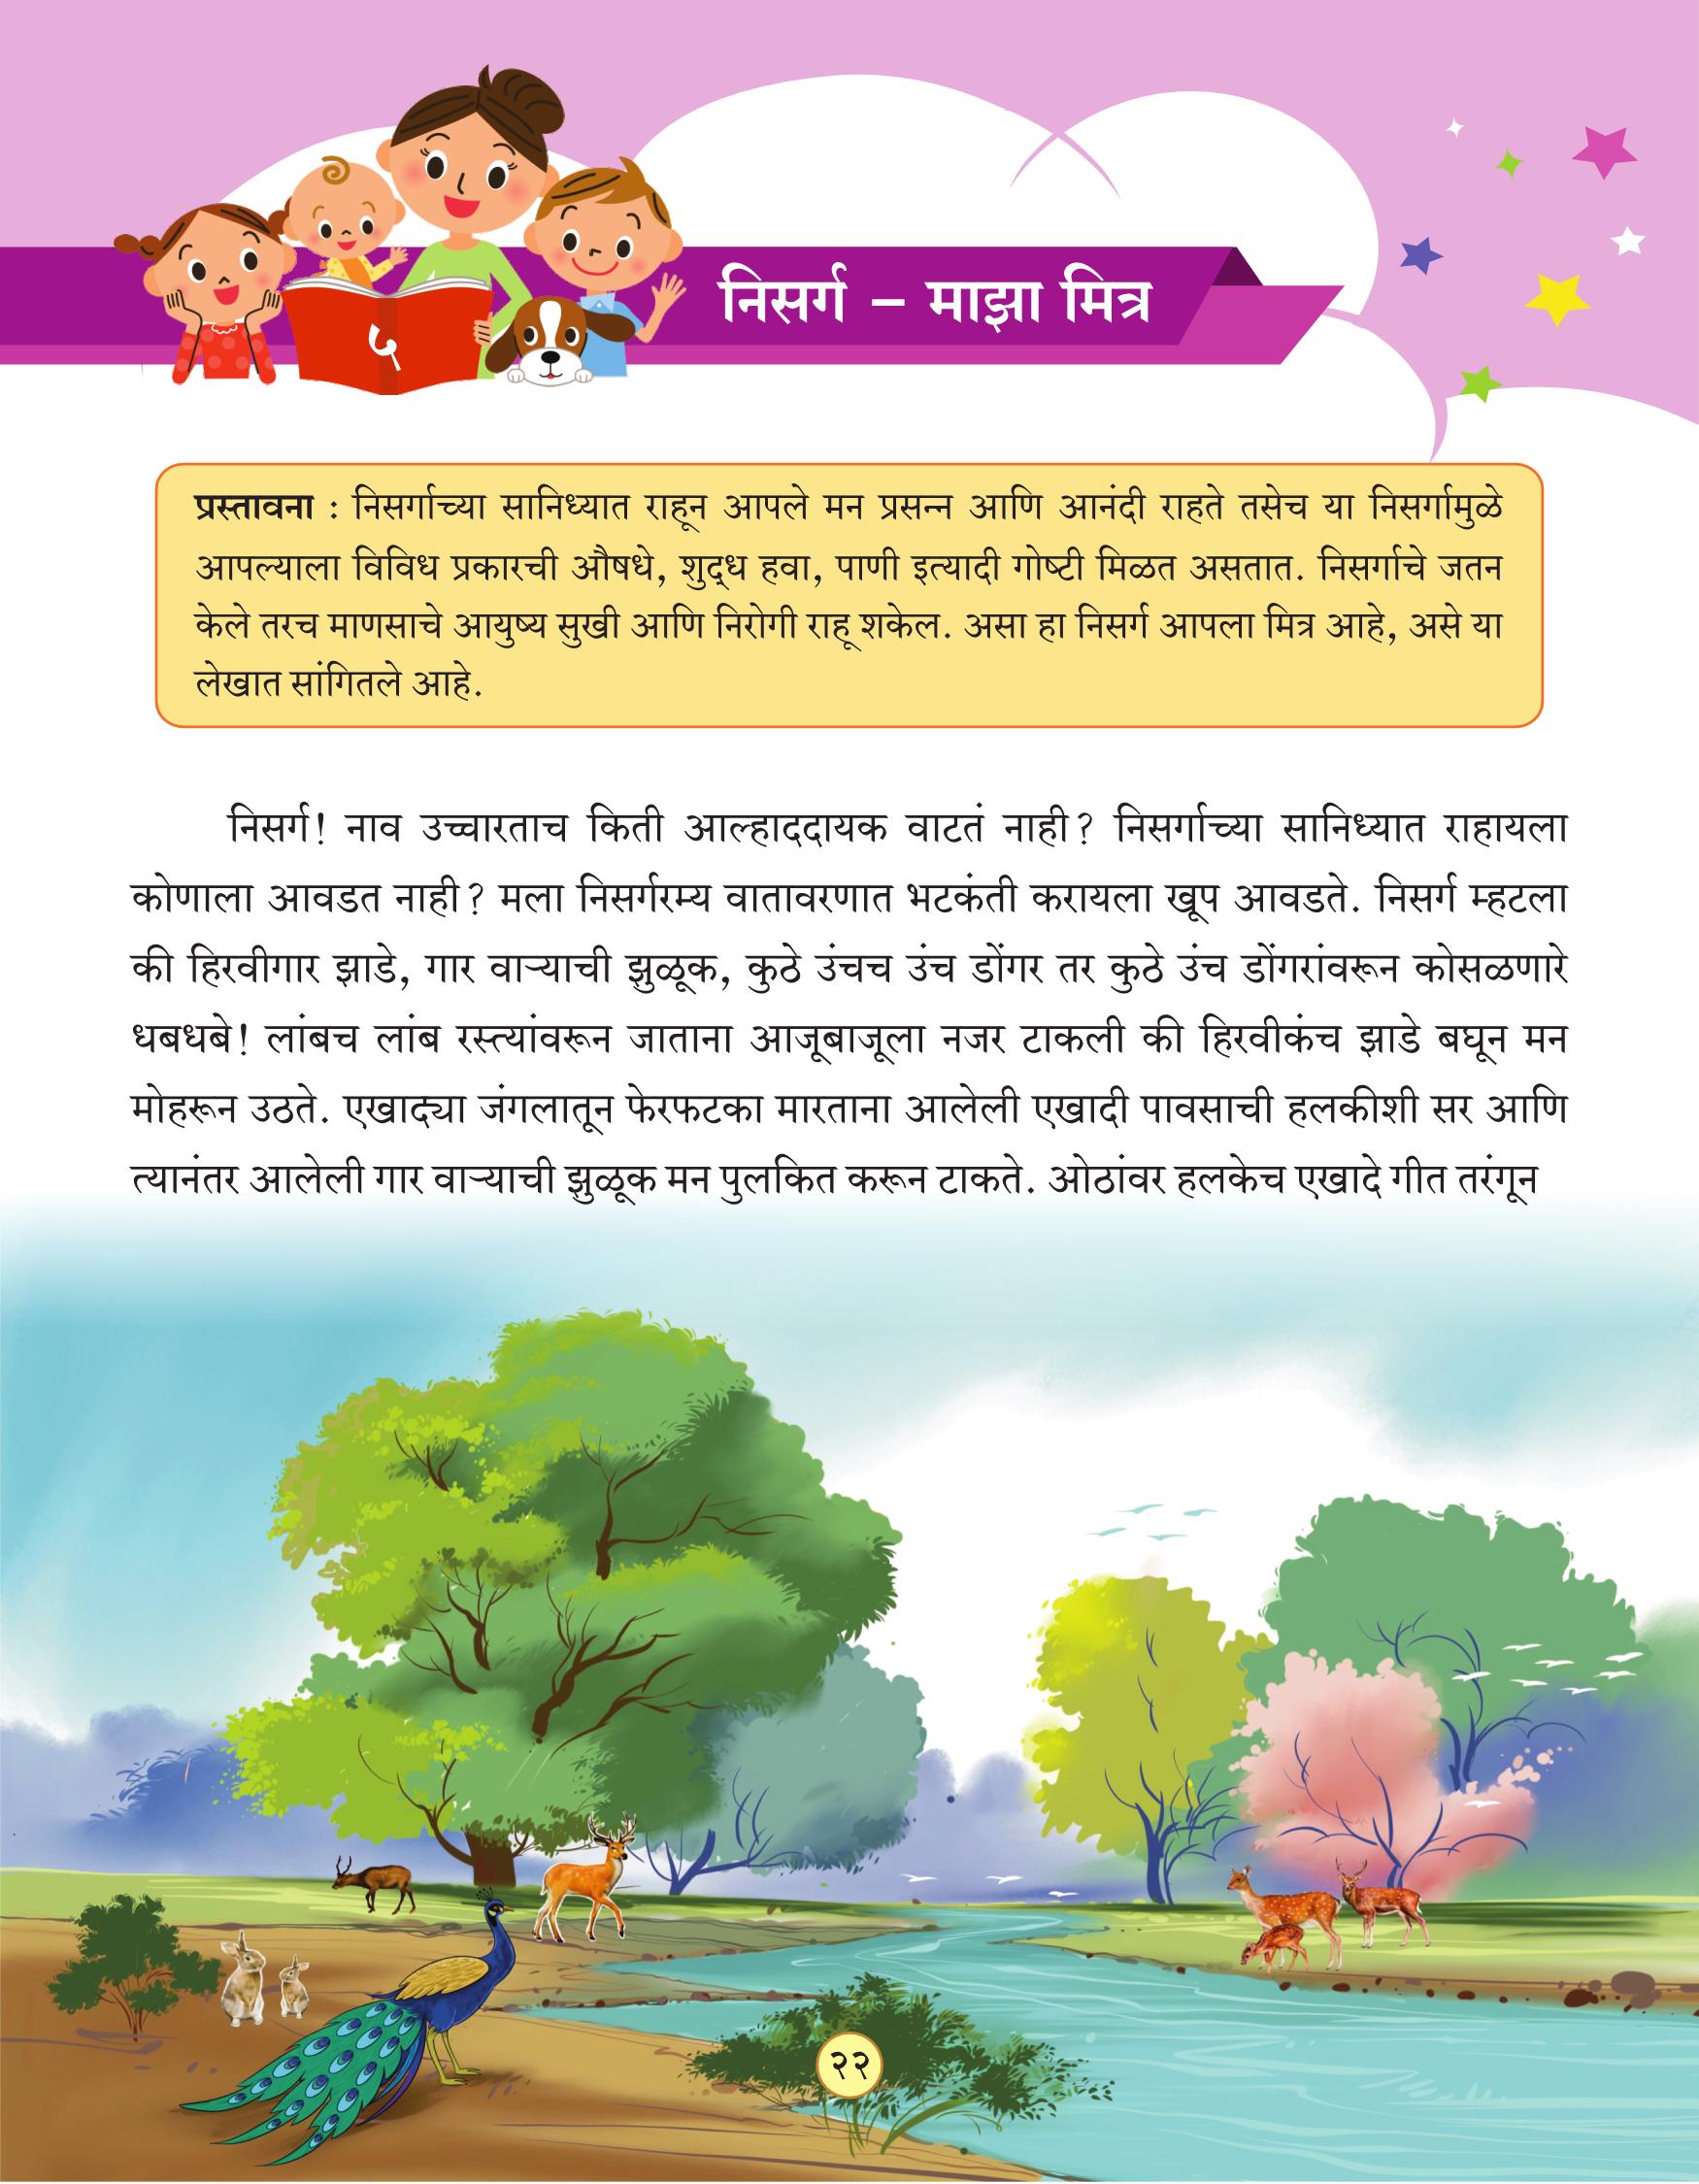 ५
निसर्ग – माझा मित्र
प्रस्तावना : निसर्गाच्या सानिध्यात राहून आपले मन प्रसन्न आणि आनंदी राहते तसेच या निसर्गामुळे
आपल्याला विविध प्रकारची औषधे, शुद्ध हवा, पाणी इत्यादी गोष्टी मिळत असतात. निसर्गाचे जतन
केले तरच माणसाचे आयुष्य सुखी आणि निरोगी राहू शकेल. असा हा निसर्ग आपला मित्र आहे, असे या
लेखात सांगितले आहे.
निसर्ग! नाव उच्चारताच किती आल्हाददायक वाटतं नाही? निसर्गाच्या सानिध्यात राहायला
कोणाला आवडत नाही? मला निसर्गरम्य वातावरणात भटकंती करायला खूप आवडते. निसर्ग म्हटला
की हिरवीगार झाडे, गार वाऱ्याची झुळूक, कुठे उंचच उंच डोंगर तर कुठे उंच डोंगरांवरून कोसळणारे
धबधबे! लांबच लांब रस्त्यांवरून जाताना आजूबाजूला नजर टाकली की हिरवीकंच झाडे बघून मन
मोहरून उठते. एखाद्या जंगलातून फेरफटका मारताना आलेली एखादी पावसाची हलकीशी सर आणि
त्यानंतर आलेली गार वाऱ्याची झुळूक मन पुलकित करून टाकते. ओठांवर हलकेच एखादे गीत तरंगून
२२